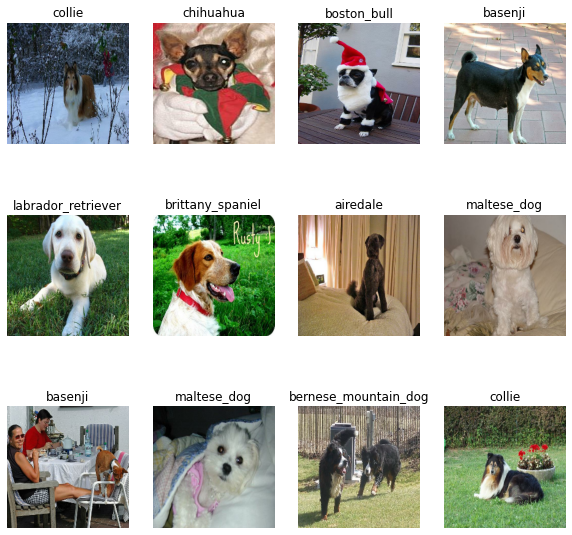 collie
chihuahua
boston_bull
basenji
labrador_retriever
brittany_spaniel
airedale
maltese_dog
Rusty J
basenji
maltese_dog
bernese_mountain_dog
collie